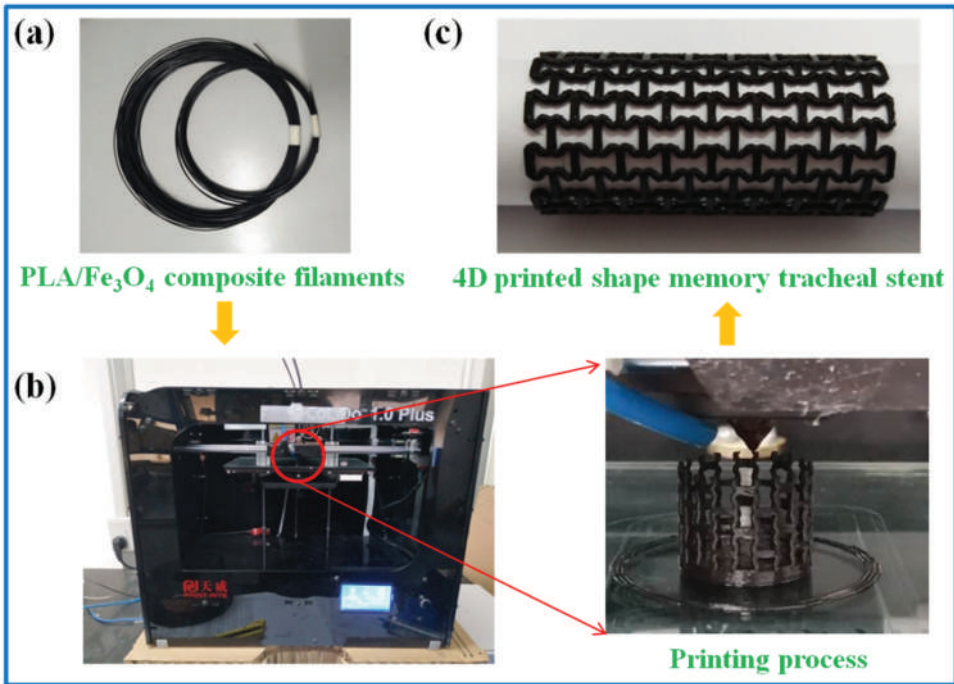 (a)
(c)
PLA/Fe₃O₄ composite filaments
4D printed shape memory tracheal stent
(b)
1.0 Plus
天威
Printing process